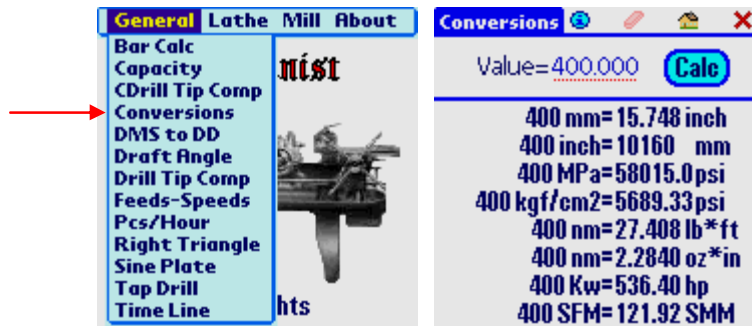 General Lathe Mill About
Bar Calc
Capacity
CDrill Tip Comp
Conversions
DMS to DD
Draft Angle
Drill Tip Comp
Feeds-Speeds
Pcs/Hour
Right Triangle
Sine Plate
Tap Drill
Time Line
nist
hts
Conversions
Value=400.000 Calc
400 mm=15.748 inch
400 inch=10160 mm
400 MPa=58015.0psi
400 kgf/cm2=5689.33psi
400 nm=27.408 lb*ft
400 nm=2.2840 oz*in
400 Kw=536.40 hp
400 SFM=121.92 SMM